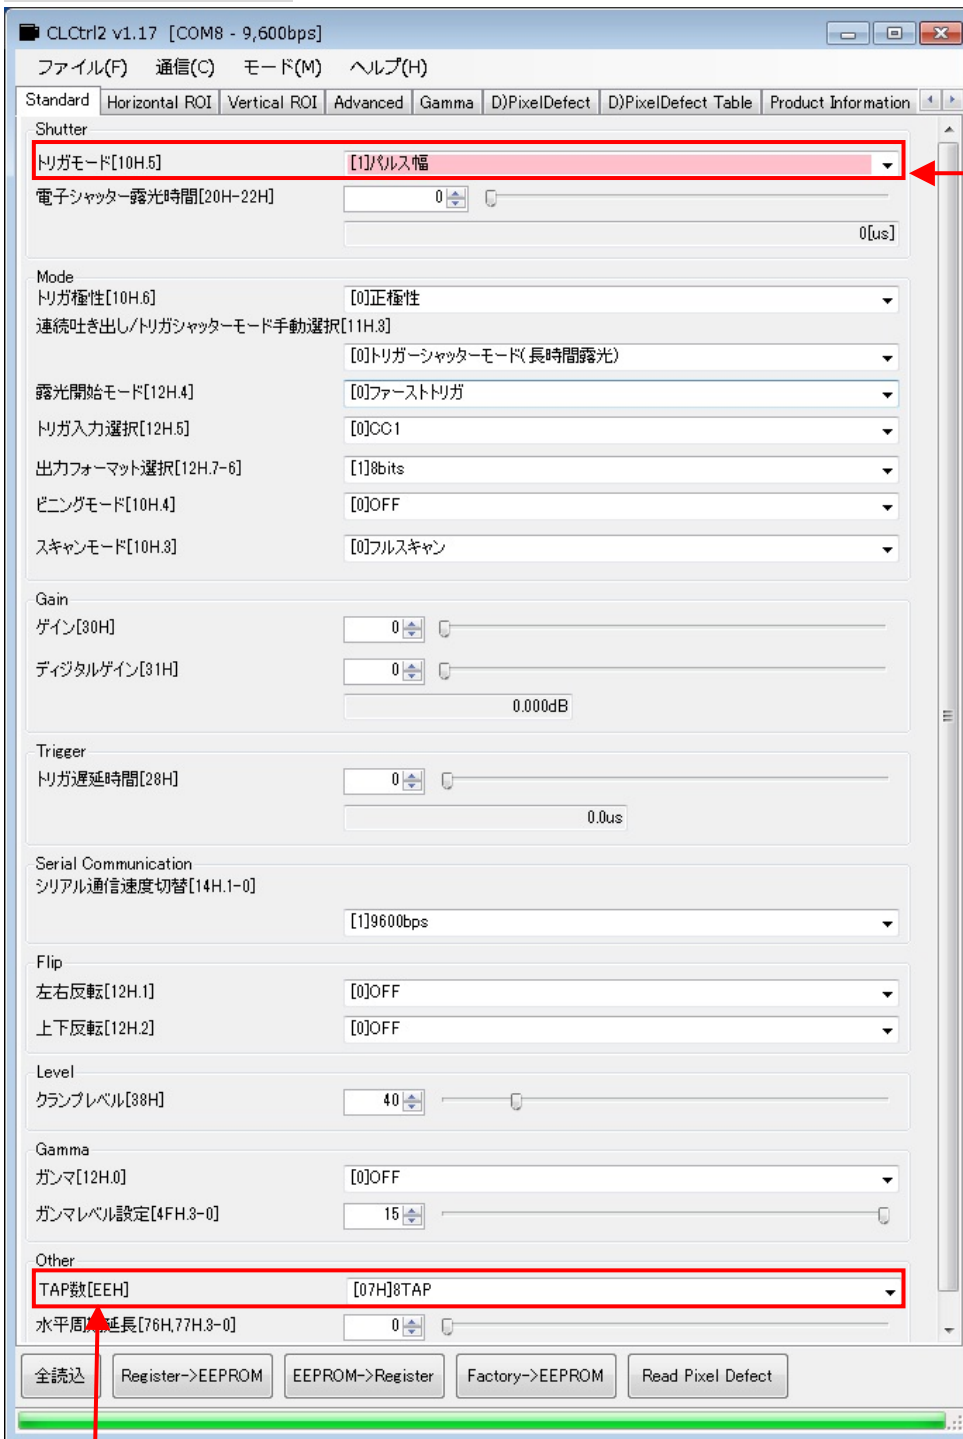 CLCtrl2 v1.17 [COM8 - 9,600bps]
ファイル(F) 通信(C) モード(M) ヘルプ(H)
Standard Horizontal ROI Vertical ROI Advanced Gamma D)PixelDefect D)PixelDefect Table Product Information
Shutter
トリガモード[10H.5] [1]パルス幅
電子シャッター露光時間[20H-22H] 0
0[us]
Mode
トリガ極性[10H.6] [0]正極性
連続吐き出し/トリガシャッターモード手動選択[11H.3]
[0]トリガーシャッターモード(長時間露光)
露光開始モード[12H.4] [0]ファーストトリガ
トリガ入力選択[12H.5] [0]CC1
出力フォーマット選択[12H.7-6] [1]8bits
ビニングモード[10H.4] [0]OFF
スキャンモード[10H.3] [0]フルスキャン
Gain
ゲイン[30H] 0
ディジタルゲイン[31H] 0
0.000dB
Trigger
トリガ遅延時間[28H] 0
0.0us
Serial Communication
シリアル通信速度切替[14H.1-0]
[1]9600bps
Flip
左右反転[12H.1] [0]OFF
上下反転[12H.2] [0]OFF
Level
クランプレベル[38H] 40
Gamma
ガンマ[12H.0] [0]OFF
ガンマレベル設定[4FH.3-0] 15
Other
TAP数[EEH] [07H]8TAP
水平周期延長[76H,77H.3-0] 0
全読込 Register->EEPROM EEPROM->Register Factory->EEPROM Read Pixel Defect